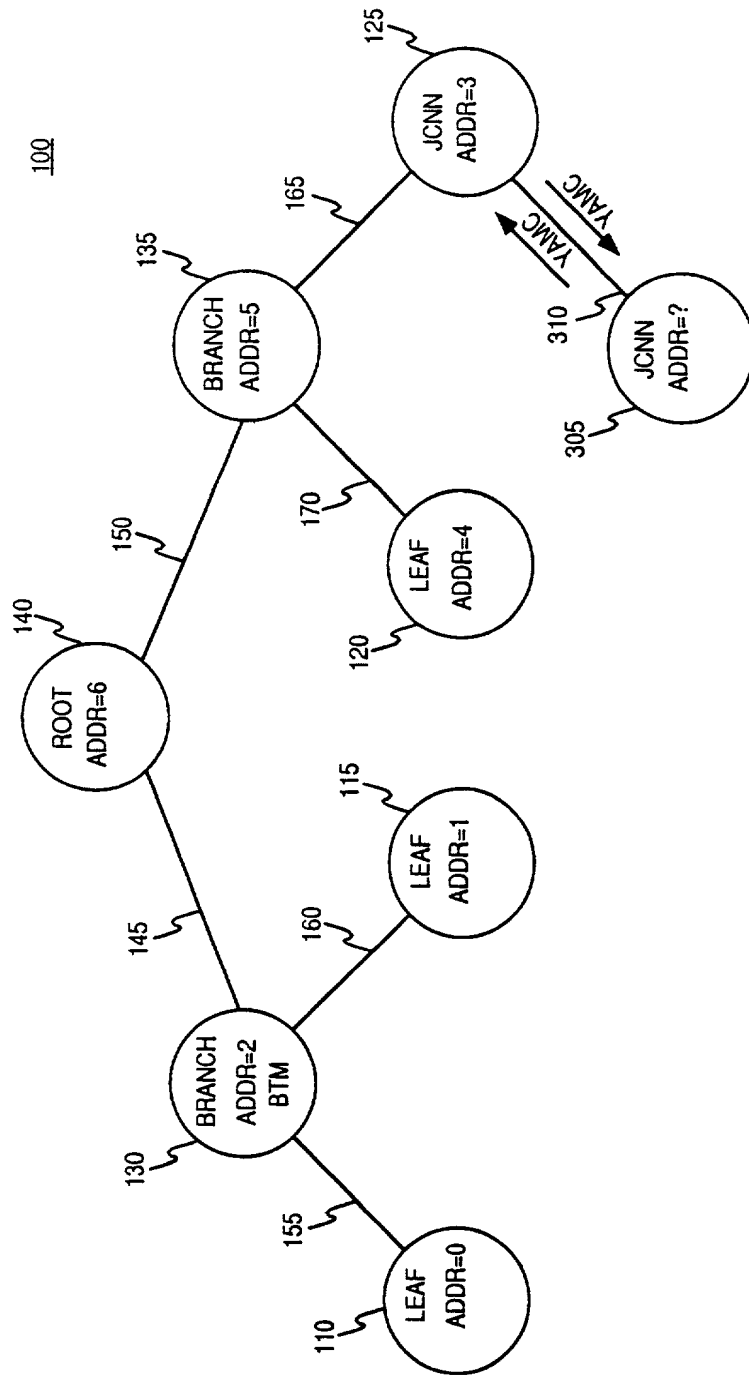 100
140
ROOT
ADDR=6
145
150
130
BRANCH
ADDR=2
BTM
135
BRANCH
ADDR=5
155
160
170
165
110
LEAF
ADDR=0
115
LEAF
ADDR=1
120
LEAF
ADDR=4
125
JCNN
ADDR=3
YAMC
YAMC
310
305
JCNN
ADDR=?